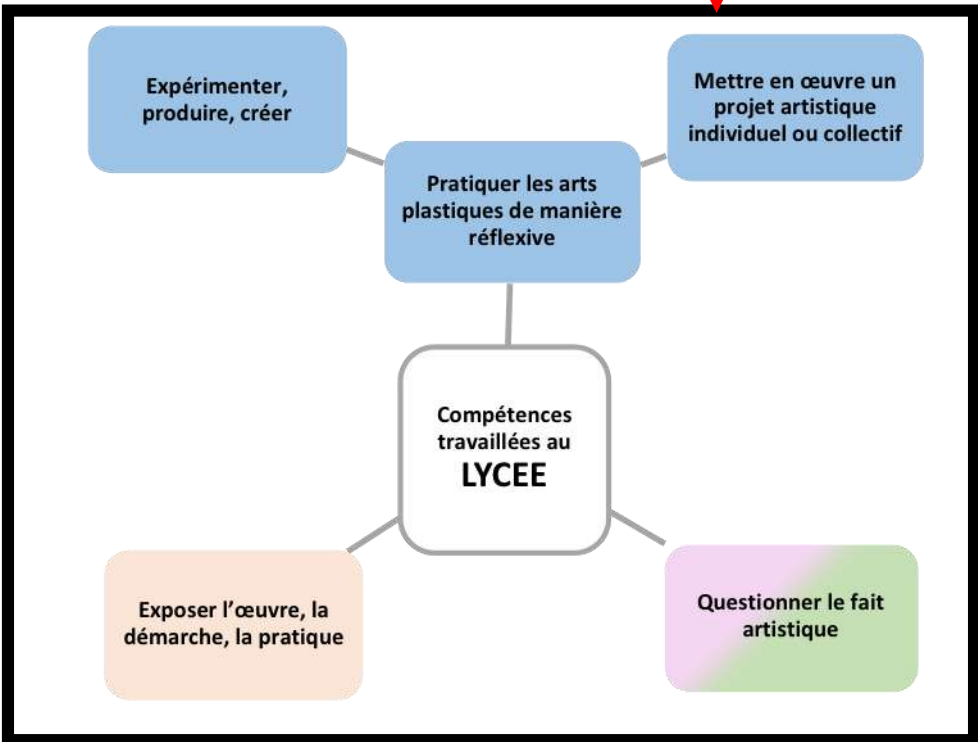 Expérimenter,
produire, créer
Mettre en œuvre un
projet artistique
individuel ou collectif
Pratiquer les arts
plastiques de manière
réflexive
Compétences
travaillées au
LYCEE
Exposer l'œuvre, la
démarche, la pratique
Questionner le fait
artistique